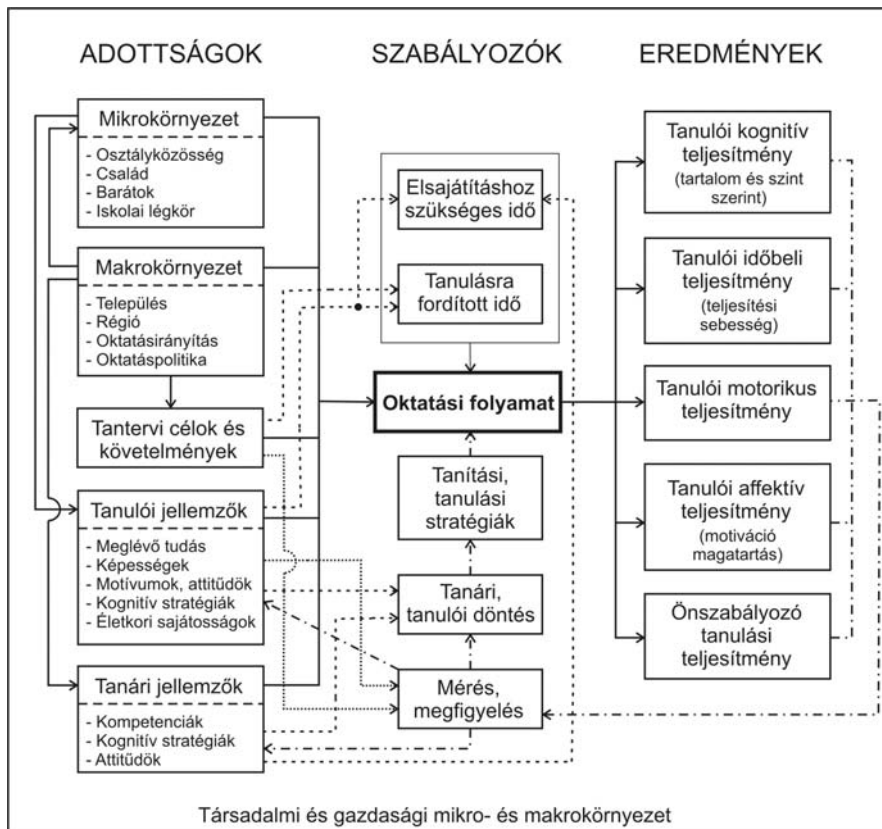 ADOTTSÁGOK
Mikrokörnyezet
- Osztályközösség
- Család
- Barátok
- Iskolai légkör
Makrokörnyezet
- Település
- Régió
- Oktatásirányítás
- Oktatáspolitika
Tantervi célok és
követelmények
Tanulói jellemzők
- Meglévő tudás
- Képességek
- Motívumok, attitűdök
- Kognitív stratégiák
- Életkori sajátosságok
Tanári jellemzők
- Kompetenciák
- Kognitív stratégiák
- Attitűdök
SZABÁLYOZÓK
Elsajátításhoz
szükséges idő
Tanulásra
fordított idő
Oktatási folyamat
Tanítási,
tanulási
stratégiák
Tanári,
tanulói döntés
Mérés,
megfigyelés
EREDMÉNYEK
Tanulói kognitív
teljesítmény
(tartalom és szint
szerint)
Tanulói időbeli
teljesítmény
(teljesítési
sebesség)
Tanulói motorikus
teljesítmény
Tanulói affektív
teljesítmény
(motiváció
magatartás)
Önszabályozó
tanulási
teljesítmény
Társadalmi és gazdasági mikro- és makrokörnyezet